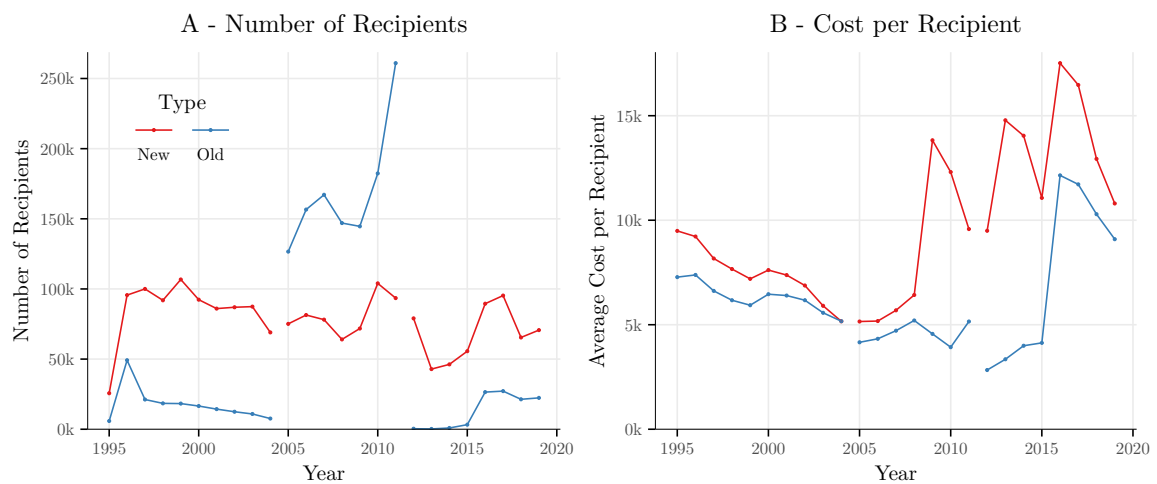 A - Number of Recipients
Number of Recipients
250k
200k
150k
100k
50k
0k
Type
New Old
1995 2000 2005 2010 2015 2020
Year
B - Cost per Recipient
Average Cost per Recipient
15k
10k
5k
0k
1995 2000 2005 2010 2015 2020
Year